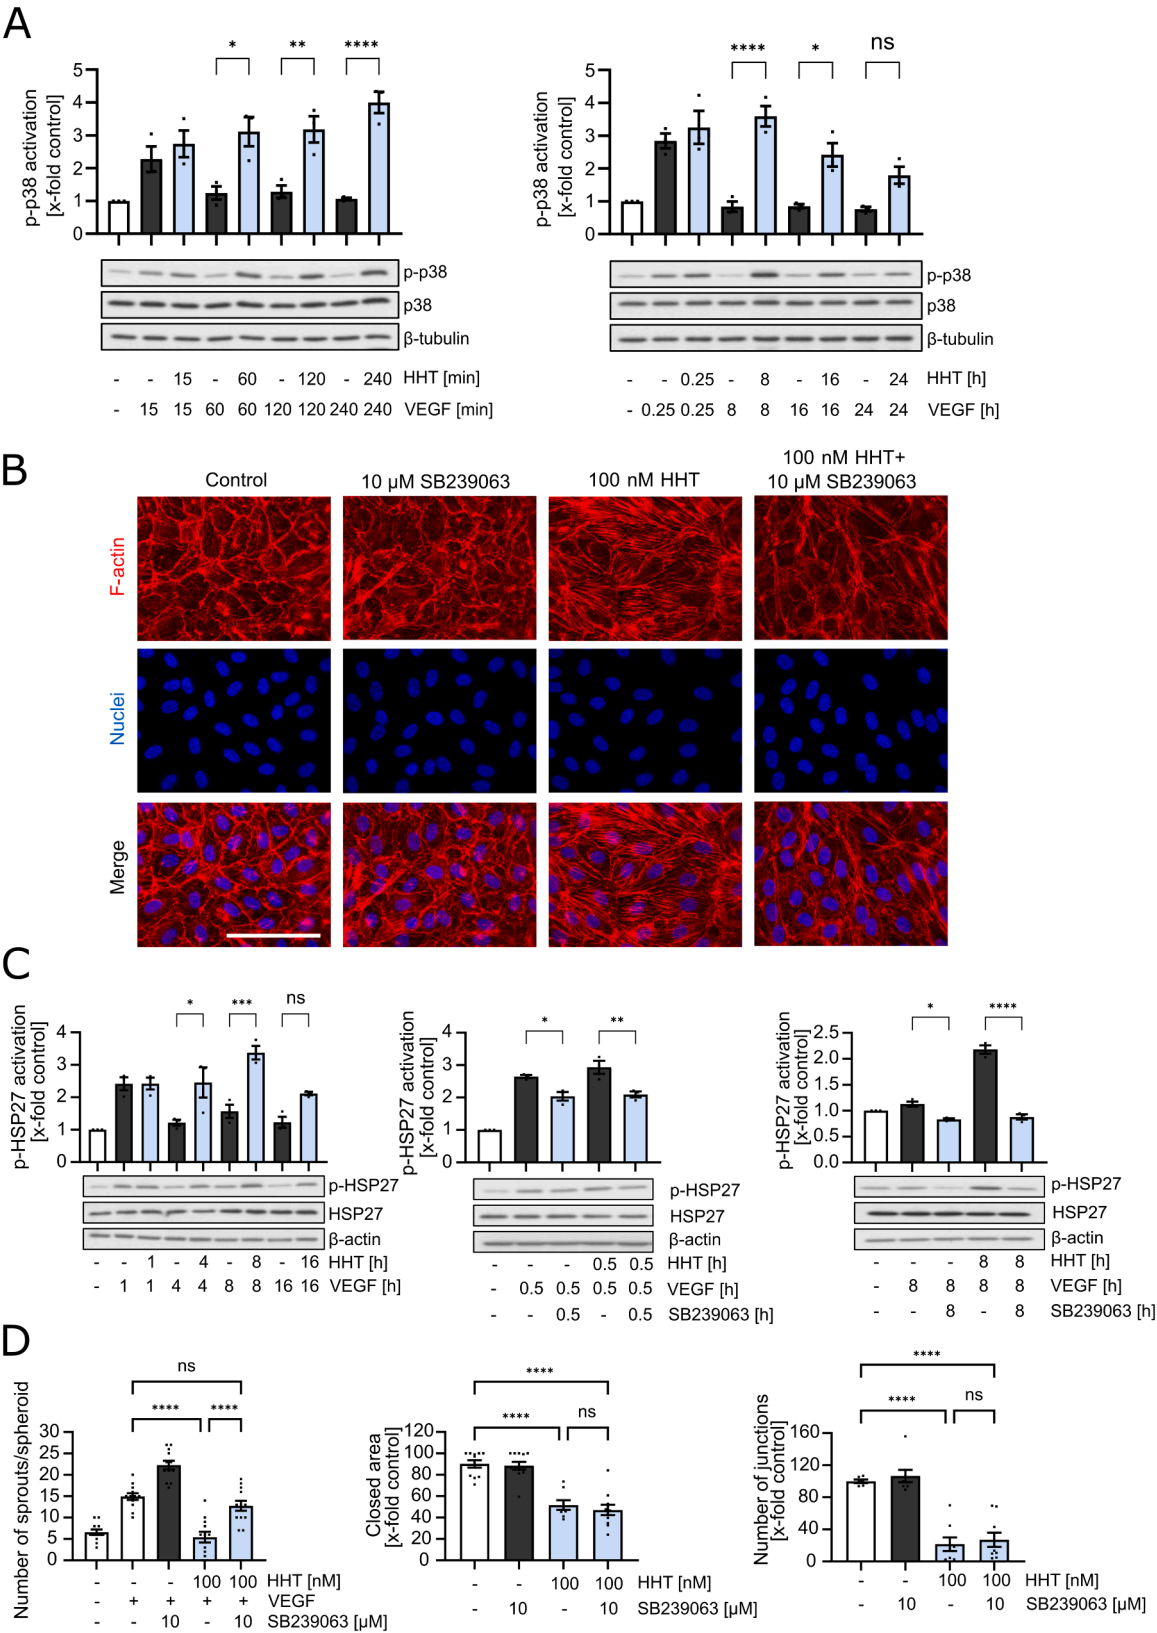 A
* ** ****
5
4
3
2
1
0
p-p38 activation
[x-fold control]
p-p38
p38
β-tubulin
- - 15 - 60 - 120 - 240 HHT [min]
- 15 15 60 60 120 120 240 240 VEGF [min]
**** * ns
5
4
3
2
1
0
p-p38 activation
[x-fold control]
p-p38
p38
β-tubulin
- - 0.25 - 8 - 16 - 24 HHT [h]
- 0.25 0.25 8 8 16 16 24 24 VEGF [h]
B
Control
10 µM SB239063
100 nM HHT
100 nM HHT+
10 µM SB239063
F-actin
Nuclei
Merge
C
* *** ns
4
3
2
1
0
p-HSP27 activation
[x-fold control]
p-HSP27
HSP27
β-actin
- - 1 - 4 - 8 - 16 HHT [h]
- 1 1 4 4 8 8 16 16 VEGF [h]
* **
4
3
2
1
0
p-HSP27 activation
[x-fold control]
p-HSP27
HSP27
β-actin
- - - 0.5 0.5 HHT [h]
- 0.5 0.5 0.5 0.5 VEGF [h]
- - 0.5 - 0.5 SB239063 [h]
* ****
2.5
2.0
1.5
1.0
0.5
0.0
p-HSP27 activation
[x-fold control]
p-HSP27
HSP27
β-actin
- - - 8 8 HHT [h]
- 8 8 8 8 VEGF [h]
- - 8 - 8 SB239063 [h]
D
ns
**** ****
30
25
20
15
10
5
0
Number of sprouts/spheroid
- - - 100 100 HHT [nM]
- + + + + VEGF
- - 10 - 10 SB239063 [µM]
****
**** ns
120
100
80
60
40
20
0
Closed area
[x-fold control]
- - 100 100 HHT [nM]
- 10 - 10 SB239063 [µM]
****
**** ns
160
120
80
40
0
Number of junctions
[x-fold control]
- - 100 100 HHT [nM]
- 10 - 10 SB239063 [µM]